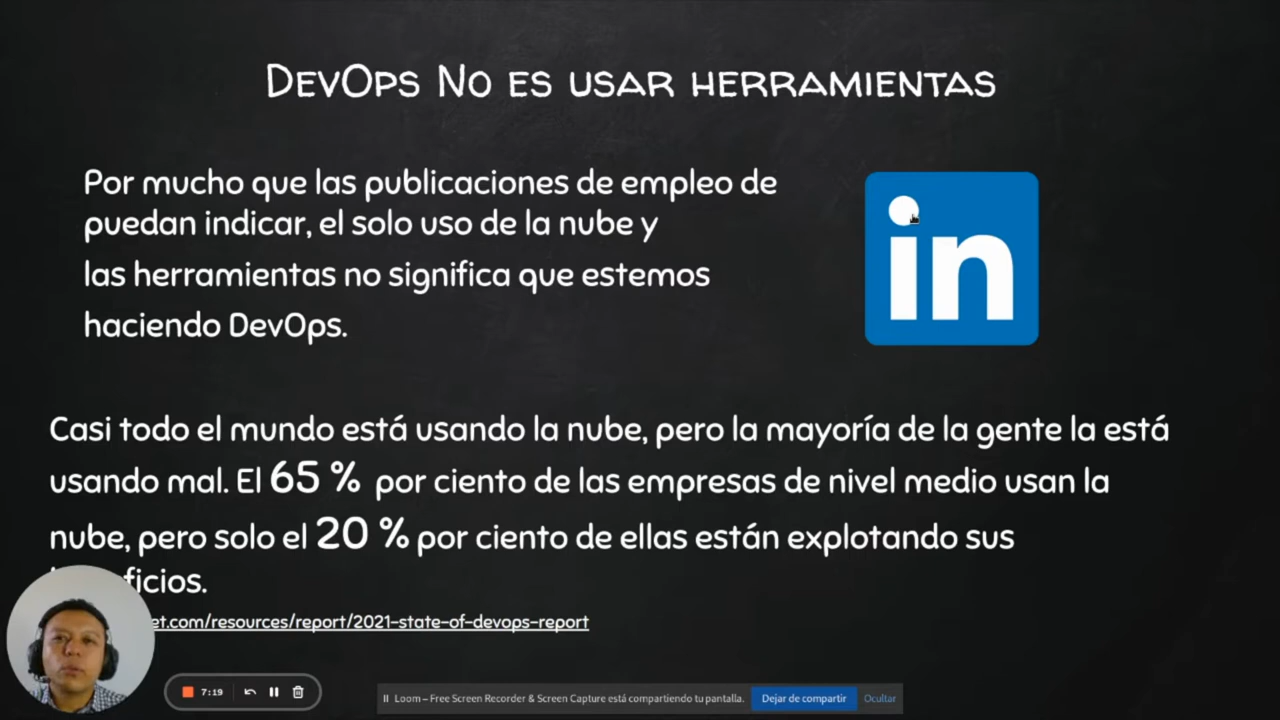 DevOps No es usar herramientas
Por mucho que las publicaciones de empleo de
puedan indicar, el solo uso de la nube y
las herramientas no significa que estemos
haciendo DevOps.
in
Casi todo el mundo está usando la nube, pero la mayoría de la gente la está
usando mal. El 65 % por ciento de las empresas de nivel medio usan la
nube, pero solo el 20 % por ciento de ellas están explotando sus
ficios.
et.com/resources/report/2021-state-of-devops-report
7:19
Loom – Free Screen Recorder & Screen Capture está compartiendo tu pantalla.
Dejar de compartir
Ocultar